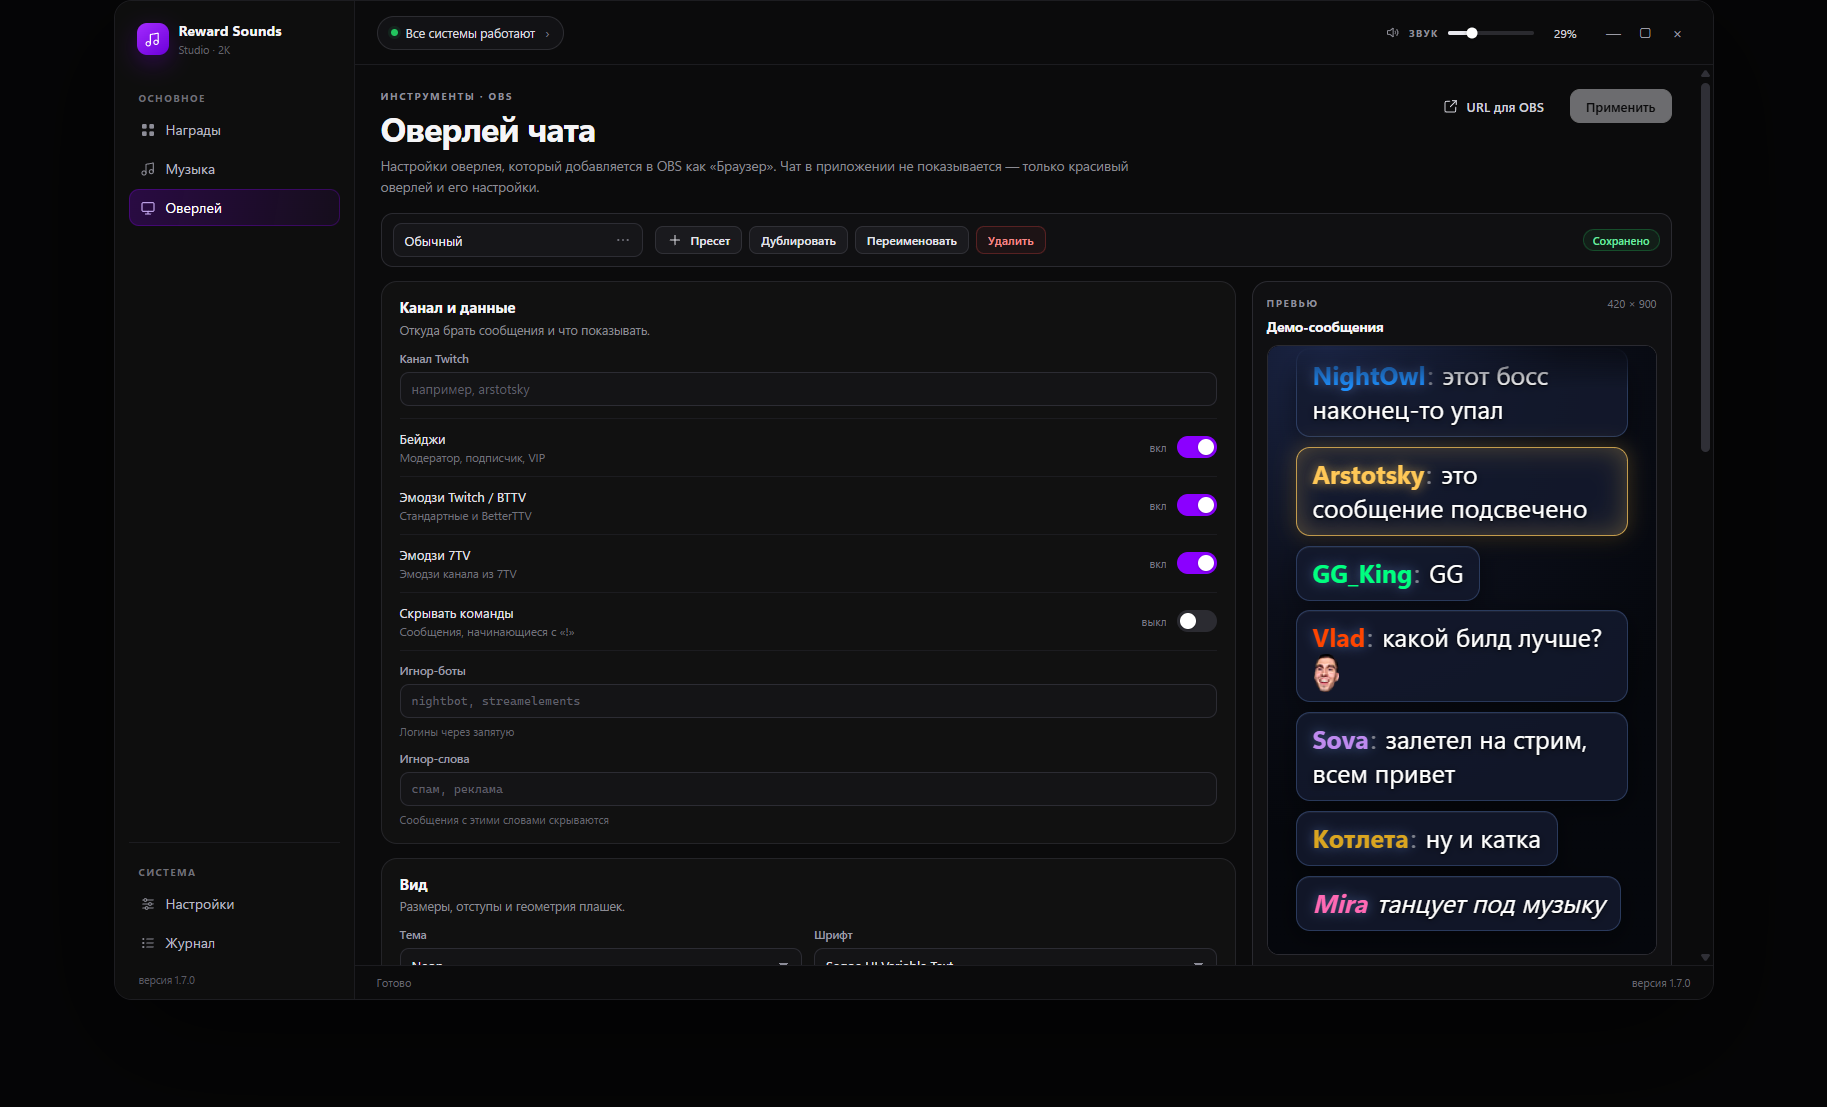 Reward Sounds
Studio · 2K
ОСНОВНОЕ
Награды
Музыка
Оверлей
СИСТЕМА
Настройки
Журнал
версия 1.7.0
Все системы работают ›
ЗВУК
29%
ИНСТРУМЕНТЫ · OBS
Оверлей чата
Настройки оверлея, который добавляется в OBS как «Браузер». Чат в приложении не показывается — только красивый
оверлей и его настройки.
URL для OBS
Применить
Обычный
+ Пресет
Дублировать
Переименовать
Удалить
Сохранено
Канал и данные
Откуда брать сообщения и что показывать.
Канал Twitch
например, arstotsky
Бейджи
Модератор, подписчик, VIP
вкл
Эмодзи Twitch / BTTV
Стандартные и BetterTTV
вкл
Эмодзи 7TV
Эмодзи канала из 7TV
вкл
Скрывать команды
Сообщения, начинающиеся с «!»
выкл
Игнор-боты
nightbot, streamelements
Логины через запятую
Игнор-слова
спам, реклама
Сообщения с этими словами скрываются
Вид
Размеры, отступы и геометрия плашек.
Тема
Шрифт
Segoe UI Variable Text
ПРЕВЬЮ
420 × 900
Демо-сообщения
NightOwl: этот босс
наконец-то упал
Arstotsky: это
сообщение подсвечено
GG_King: GG
Vlad: какой билд лучше?
Sova: залетел на стрим,
всем привет
Котлета: ну и катка
Mira танцует под музыку
Готово
версия 1.7.0